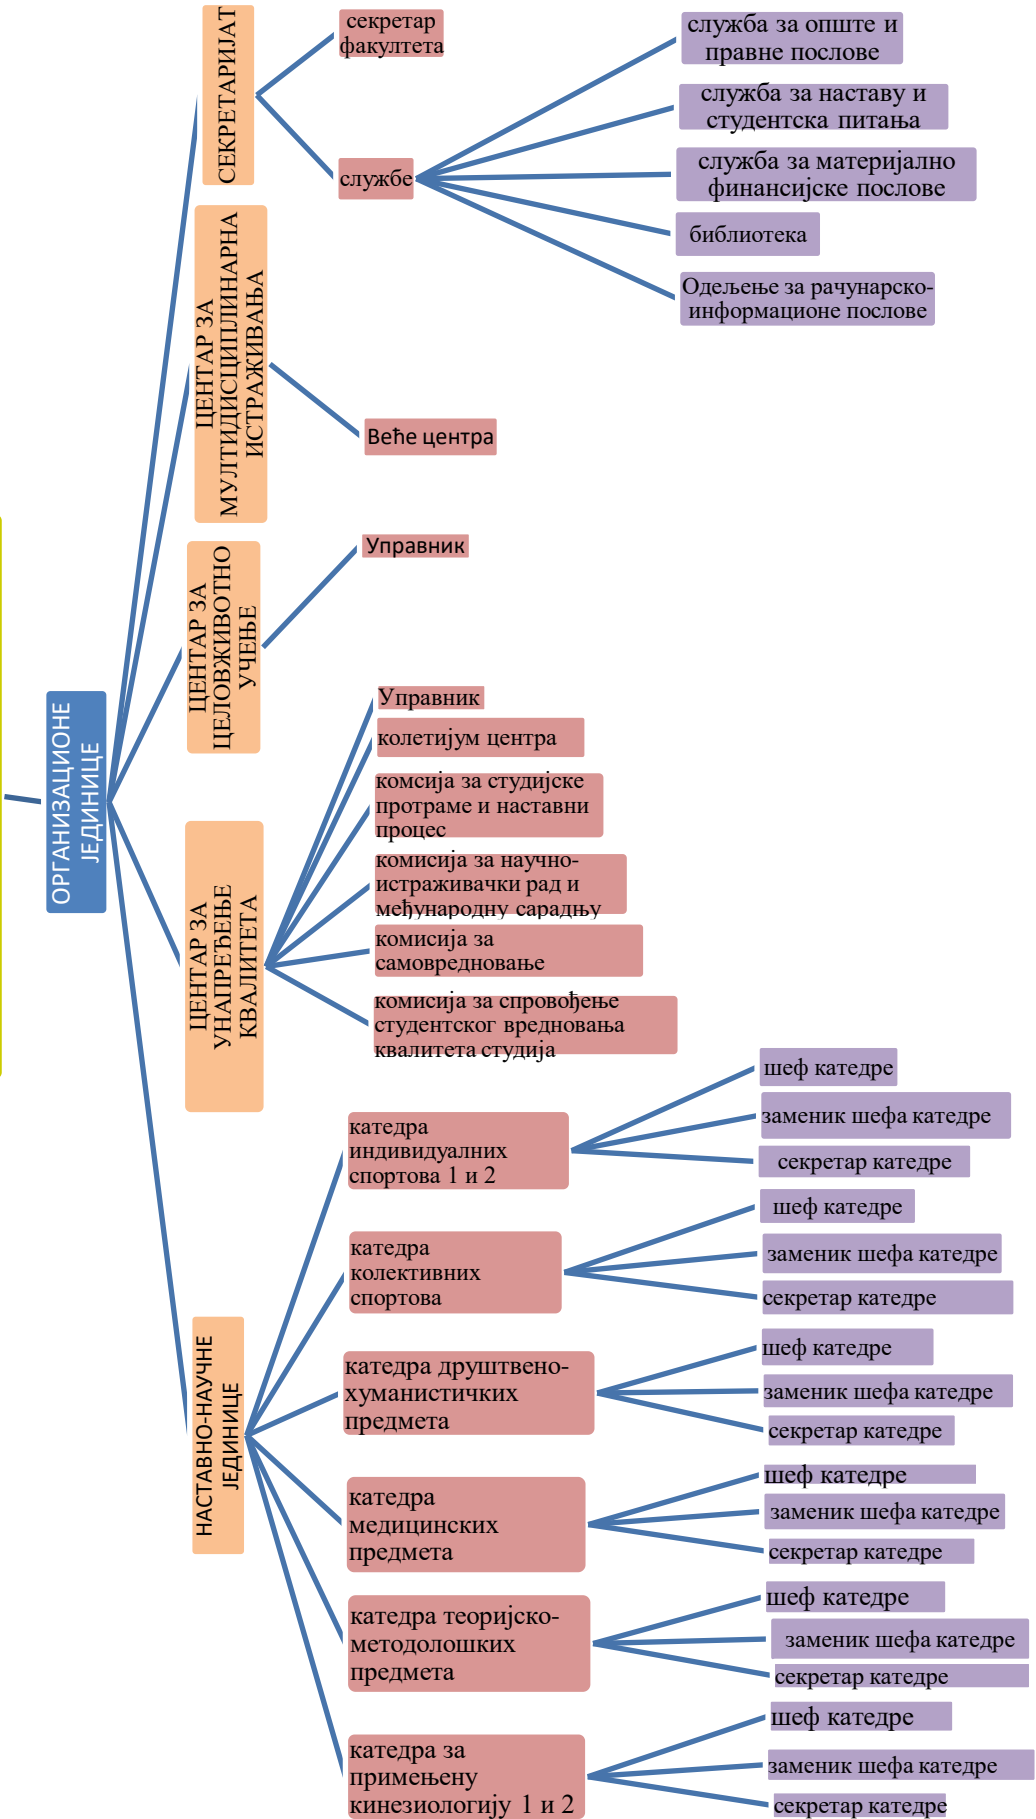 ОРГАНИЗАЦИОНЕ
ЈЕДИНИЦЕ
СЕКРЕТАРИЈАТ
секретар
факултета
службе
служба за опште и
правне послове
служба за наставу и
студентска питања
служба за материјално
финансијске послове
библиотека
Одељење за рачунарско-
информационе послове
ЦЕНТАР ЗА
МУЛТИДИСЦИПЛИНАРНА
ИСТРАЖИВАЊА
Веће центра
ЦЕНТАР ЗА
ЦЕЛОВЖИВОТНО
УЧЕЊЕ
Управник
ЦЕНТАР ЗА
УНАПРЕЂЕЊЕ
КВАЛИТЕТА
Управник
колетијум центра
комсија за студијске
протраме и наставни
процес
комисија за научно-
истраживачки рад и
међународну сарадњу
комисија за
самовредновање
комисија за спровођење
студентског вредновања
квалитета студија
НАСТАВНО-НАУЧНЕ
ЈЕДИНИЦЕ
катедра
индивидуалних
спортова 1 и 2
шеф катедре
заменик шефа катедре
секретар катедре
катедра
колективних
спортова
шеф катедре
заменик шефа катедре
секретар катедре
катедра друштвено-
хуманистичких
предмета
шеф катедре
заменик шефа катедре
секретар катедре
катедра
медицинских
предмета
шеф катедре
заменик шефа катедре
секретар катедре
катедра теоријско-
методолошких
предмета
шеф катедре
заменик шефа катедре
секретар катедре
катедра за
примењену
кинезиологију 1 и 2
шеф катедре
заменик шефа катедре
секретар катедре